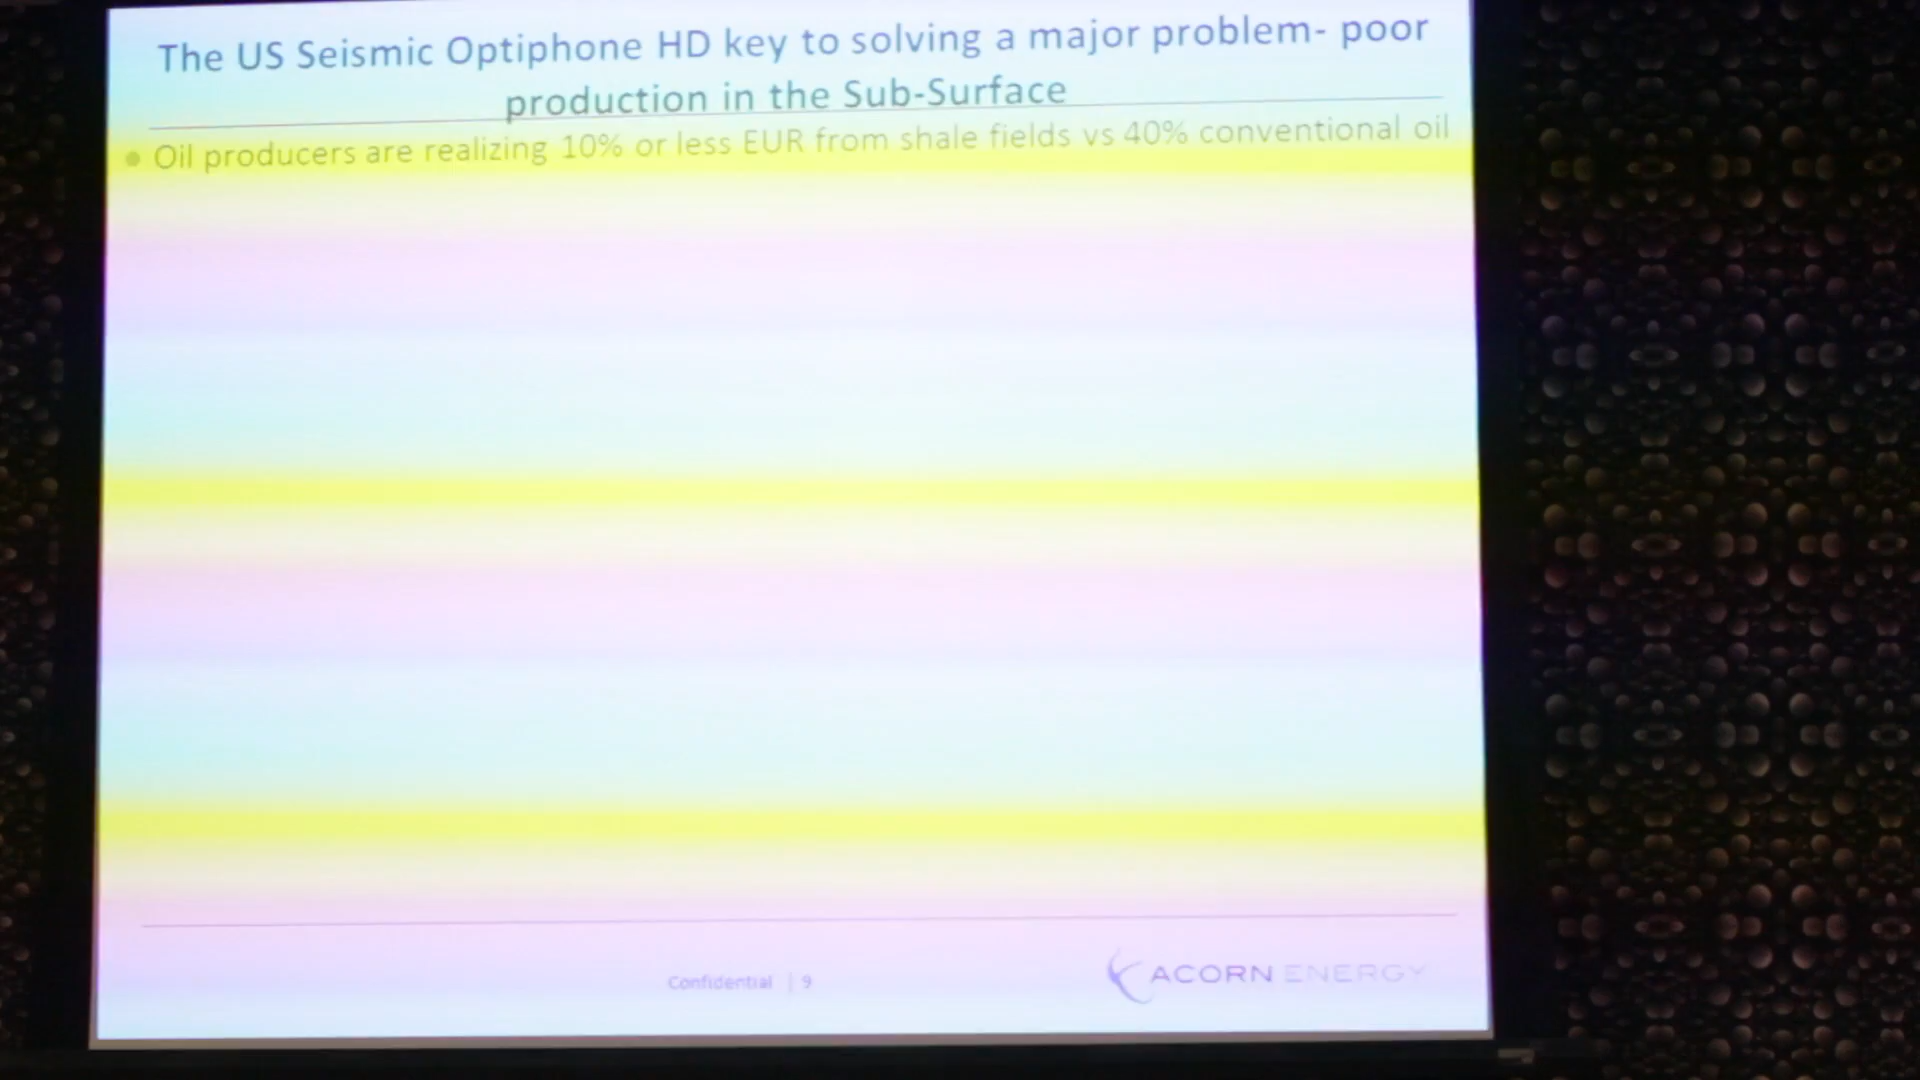 The US Seismic Optiphone HD key to solving a major problem- poor
production in the Sub-Surface
• Oil producers are realizing 10% or less EUR from shale fields vs 40% conventional oil
Confidential | 9
ACORN ENERGY